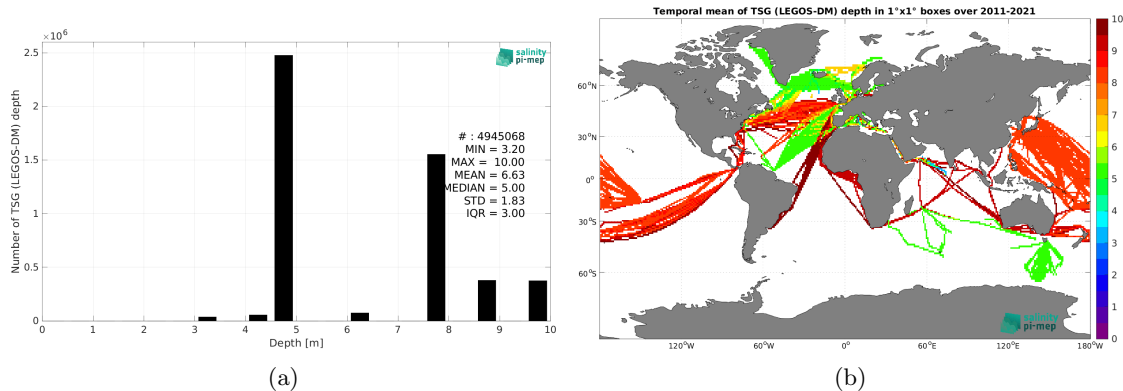 2.5
2
1.5
1
0.5
0
×10⁶
Number of TSG (LEGOS-DM) depth
salinity
pi-mep
# : 4945068
MIN = 3.20
MAX = 10.00
MEAN = 6.63
MEDIAN = 5.00
STD = 1.83
IQR = 3.00
0 1 2 3 4 5 6 7 8 9 10
Depth [m]
(a)
Temporal mean of TSG (LEGOS-DM) depth in 1°x1° boxes over 2011-2021
60°N
30°N
0°
30°S
60°S
120°W 60°W 0° 60°E 120°E 180°W
salinity
pi-mep
10
9
8
7
6
5
4
3
2
1
0
(b)